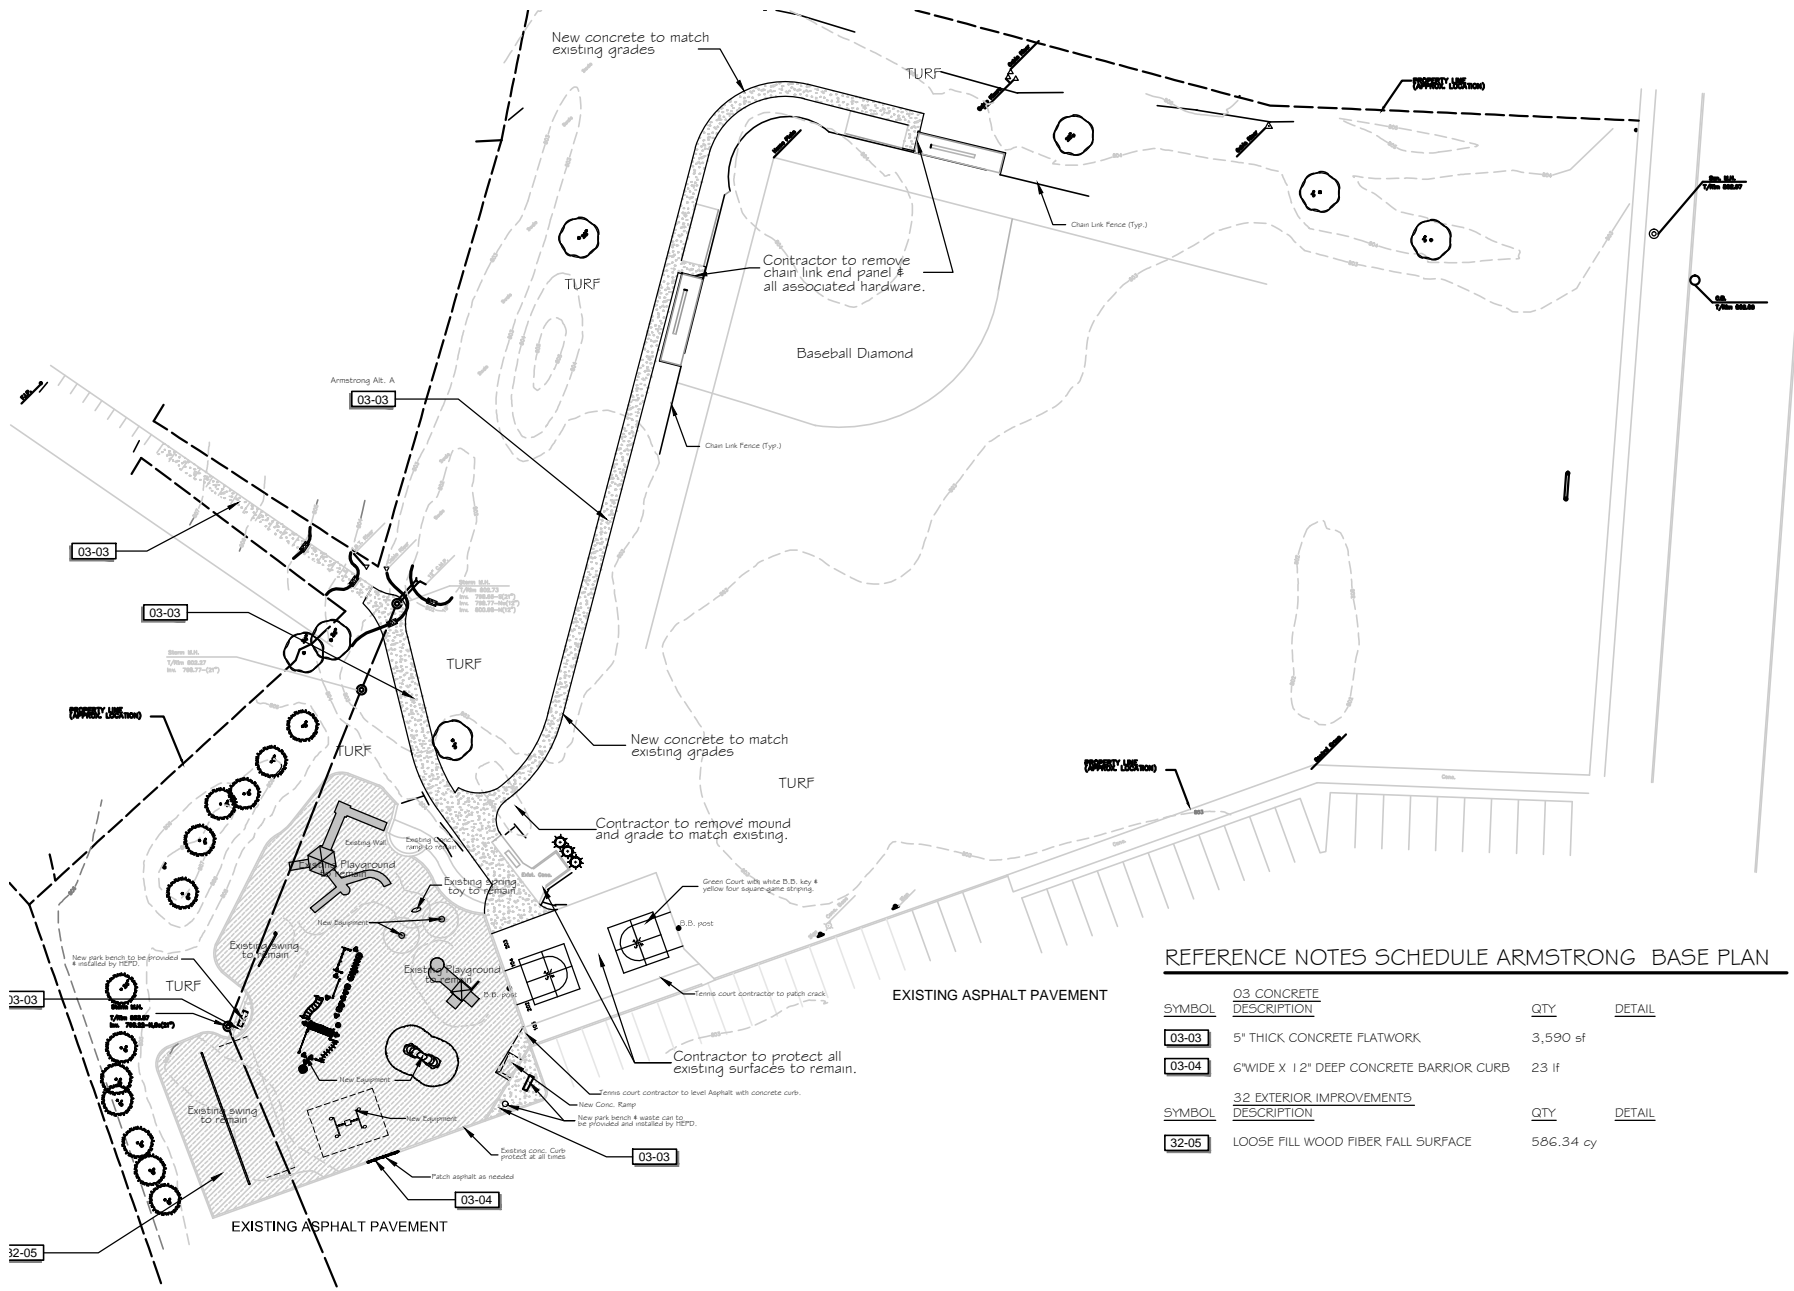 New concrete to match
existing grades
TURF
PROPERTY LINE
(APPROX. LOCATION)
Chain Link Fence (Typ.)
Contractor to remove
chain link end panel &
all associated hardware.
TURF
Baseball Diamond
Armstrong Alt. A
03-03
Chain Link Fence (Typ.)
03-03
03-03
TURF
PROPERTY LINE
(APPROX. LOCATION)
New concrete to match
existing grades
TURF
TURF
PROPERTY LINE
(APPROX. LOCATION)
Contractor to remove mound
and grade to match existing.
Existing Wall
Existing Conc.
ramp to remain
Existing Playground
to remain
Existing spring
toy to remain
Green Court with white B.B. key &
yellow four square game striping.
New Equipment
B.B. post
Existing swing
to remain
New park bench to be provided
& installed by HEPD.
Existing Playground
to remain
TURF
B.B. post
Tennis court contractor to patch crack
EXISTING ASPHALT PAVEMENT
03-03
Contractor to protect all
existing surfaces to remain.
New Equipment
Tennis court contractor to level Asphalt with concrete curb.
New Conc. Ramp
Existing swing
to remain
New Equipment
New park bench & waste can to
be provided and installed by HEPD.
Existing conc. Curb
protect at all times
03-03
Patch asphalt as needed
03-04
EXISTING ASPHALT PAVEMENT
32-05
REFERENCE NOTES SCHEDULE ARMSTRONG BASE PLAN
03 CONCRETE
SYMBOL DESCRIPTION QTY DETAIL
03-03 5" THICK CONCRETE FLATWORK 3,590 sf
03-04 6"WIDE X 12" DEEP CONCRETE BARRIOR CURB 23 lf
32 EXTERIOR IMPROVEMENTS
SYMBOL DESCRIPTION QTY DETAIL
32-05 LOOSE FILL WOOD FIBER FALL SURFACE 586.34 cy